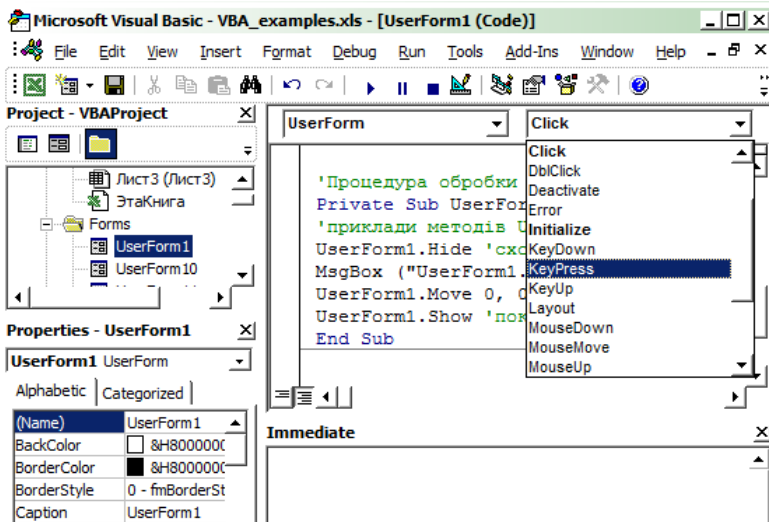 Microsoft Visual Basic - VBA_examples.xls - [UserForm1 (Code)]
File Edit View Insert Format Debug Run Tools Add-Ins Window Help
Project - VBAProject
Лист3 (Лист3)
ЭтаКнига
Forms
UserForm1
UserForm10
Properties - UserForm1
UserForm1 UserForm
Alphabetic Categorized
(Name) UserForm1
BackColor &H8000000
BorderColor &H8000000
BorderStyle 0 - fmBorderSt
Caption UserForm1
UserForm Click
'Процедура обробки
Private Sub UserFor
'приклади методів U
UserForm1.Hide 'схо
MsgBox ("UserForm1.
UserForm1.Move 0, 0
UserForm1.Show 'пок
End Sub
Click
DblClick
Deactivate
Error
Initialize
KeyDown
KeyPress
KeyUp
Layout
MouseDown
MouseMove
MouseUp
Immediate